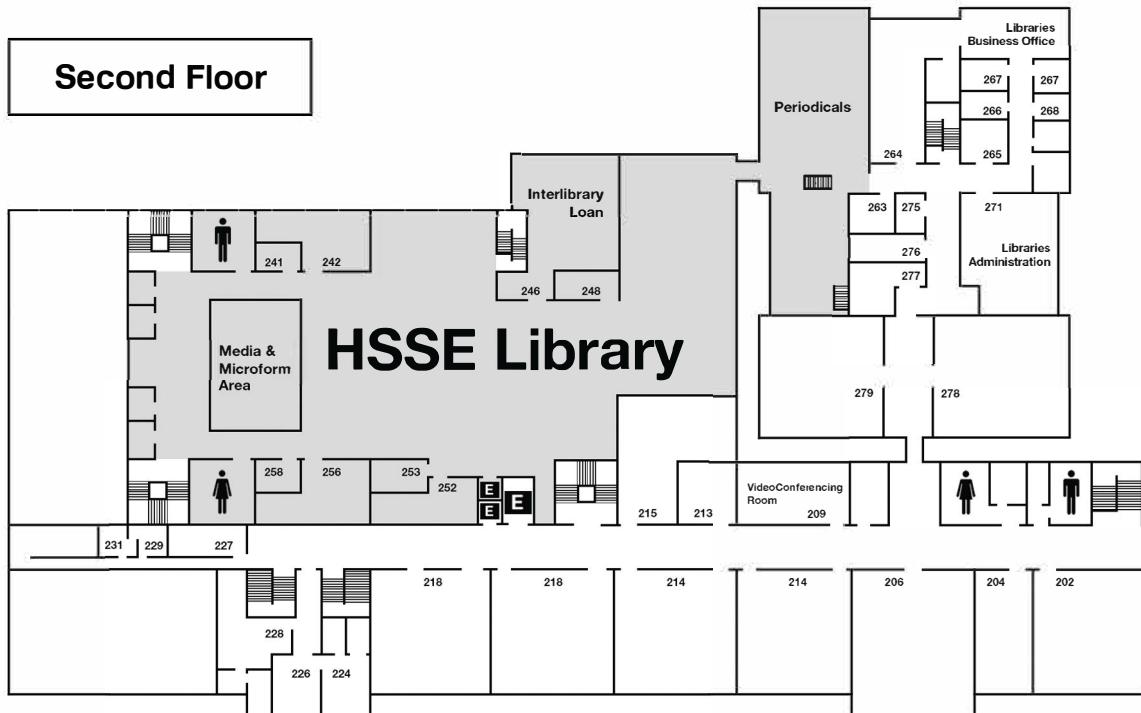 Second Floor
Libraries
Business Office
267
267
266
268
265
264
Periodicals
263
275
271
276
277
Libraries
Administration
Interlibrary
Loan
241
242
246
248
HSSE Library
Media &
Microform
Area
279
278
258
256
253
252
E
E
E
215
213
VideoConferencing
Room
209
231
229
227
218
218
214
214
206
204
202
228
226
224